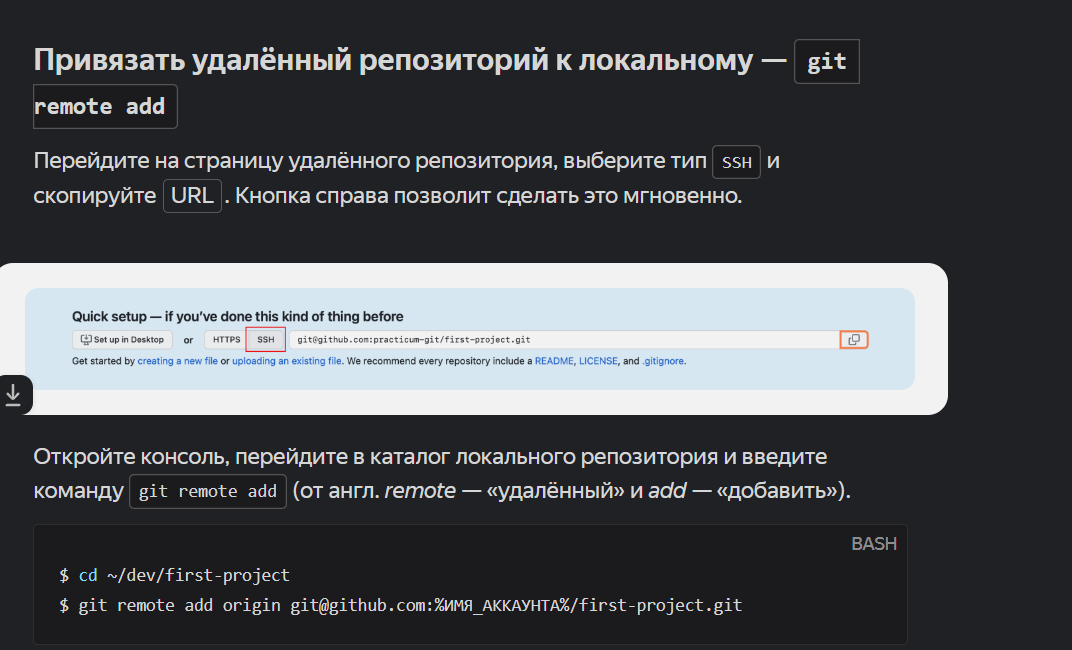 Привязать удалённый репозиторий к локальному — git
remote add
Перейдите на страницу удалённого репозитория, выберите тип SSH и
скопируйте URL . Кнопка справа позволит сделать это мгновенно.
Quick setup — if you’ve done this kind of thing before
Set up in Desktop or HTTPS SSH git@github.com:practicum-git/first-project.git
Get started by creating a new file or uploading an existing file. We recommend every repository include a README, LICENSE, and .gitignore.
Откройте консоль, перейдите в каталог локального репозитория и введите
команду git remote add (от англ. remote — «удалённый» и add — «добавить»).
BASH
$ cd ~/dev/first-project
$ git remote add origin git@github.com:%ИМЯ_АККАУНТА%/first-project.git